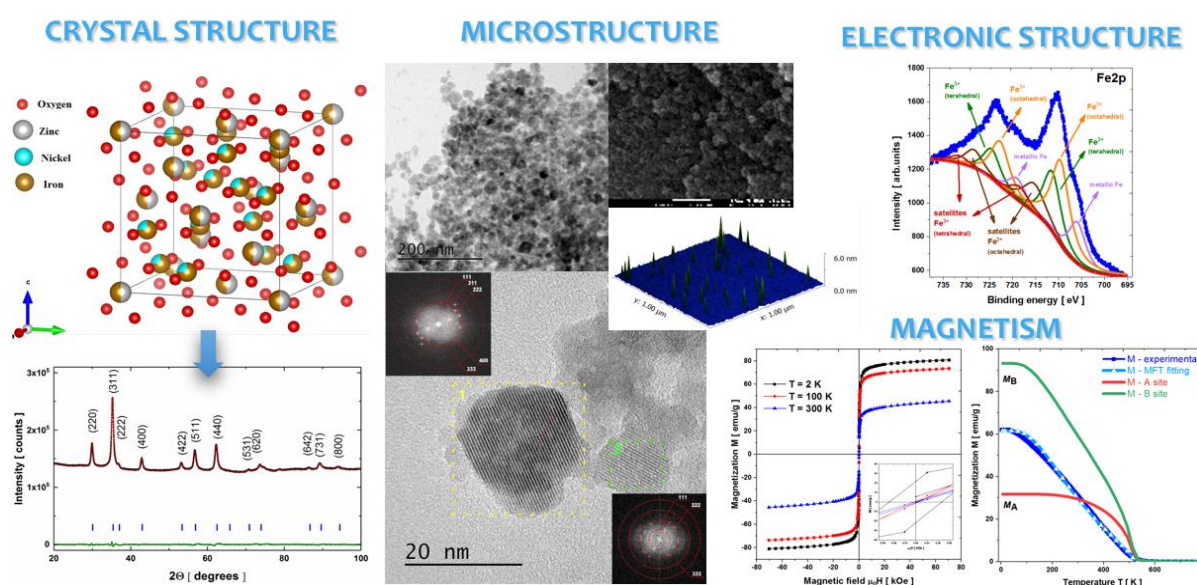 CRYSTAL STRUCTURE
Oxygen
Zinc
Nickel
Iron
c
Intensity [ counts]
3x10⁵
2x10⁵
1x10⁵
0
(220)
(311)
(222)
(400)
(422)
(511)
(440)
(531)
(620)
(642)
(731)
(800)
20
40
60
80
100
2Θ [ degrees]
MICROSTRUCTURE
200 nm
6.0 nm
0.0 nm
y: 1.00 µm
x: 1.00 µm
111
311
222
400
333
1
20 nm
111
222
333
ELECTRONIC STRUCTURE
Fe2p
Intensity [ arb.units]
1800
1600
1400
1200
1000
800
600
Fe³⁺
(terahedral)
Fe³⁺
(octahedral)
Fe³⁺
(octahedral)
Fe³⁺
(terahedral)
metallic Fe
metallic Fe
satellites
Fe³⁺
(tetrahedral)
satellites
Fe³⁺
(octahedral)
735 730 725 720 715 710 705 700 695
Binding energy [ eV]
MAGNETISM
Magnetization M [ emu/g]
80
60
40
20
0
-20
-40
-60
-80
T = 2 K
T = 100 K
T = 300 K
-80 -60 -40 -20 0 20 40 60 80
Magnetic field µ₀H [ kOe]
Magnetization M [ emu/g]
100
80
60
40
20
0
M - experimenta
M - MFT fitting
M - A site
M - B site
M_B
M_A
0 200 400 600
Temperature T[ K ]